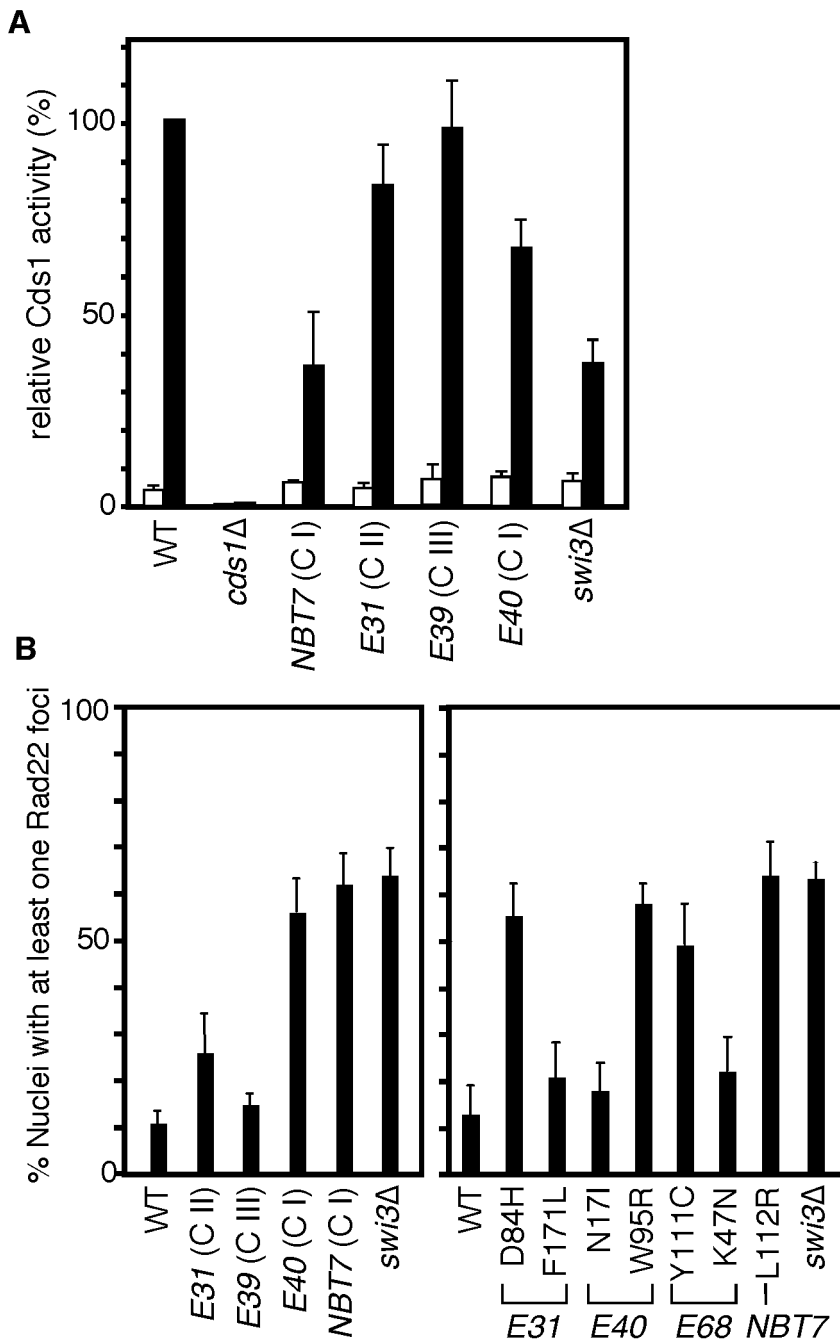 A
relative Cds1 activity (%)
100
50
0
WT
cds1Δ
NBT7 (C I)
E31 (C II)
E39 (C III)
E40 (C I)
swi3Δ
B
% Nuclei with at least one Rad22 foci
100
50
0
WT
E31 (C II)
E39 (C III)
E40 (C I)
NBT7 (C I)
swi3Δ
WT
D84H
F171L
N17I
W95R
Y111C
K47N
L112R
swi3Δ
E31
E40
E68
NBT7